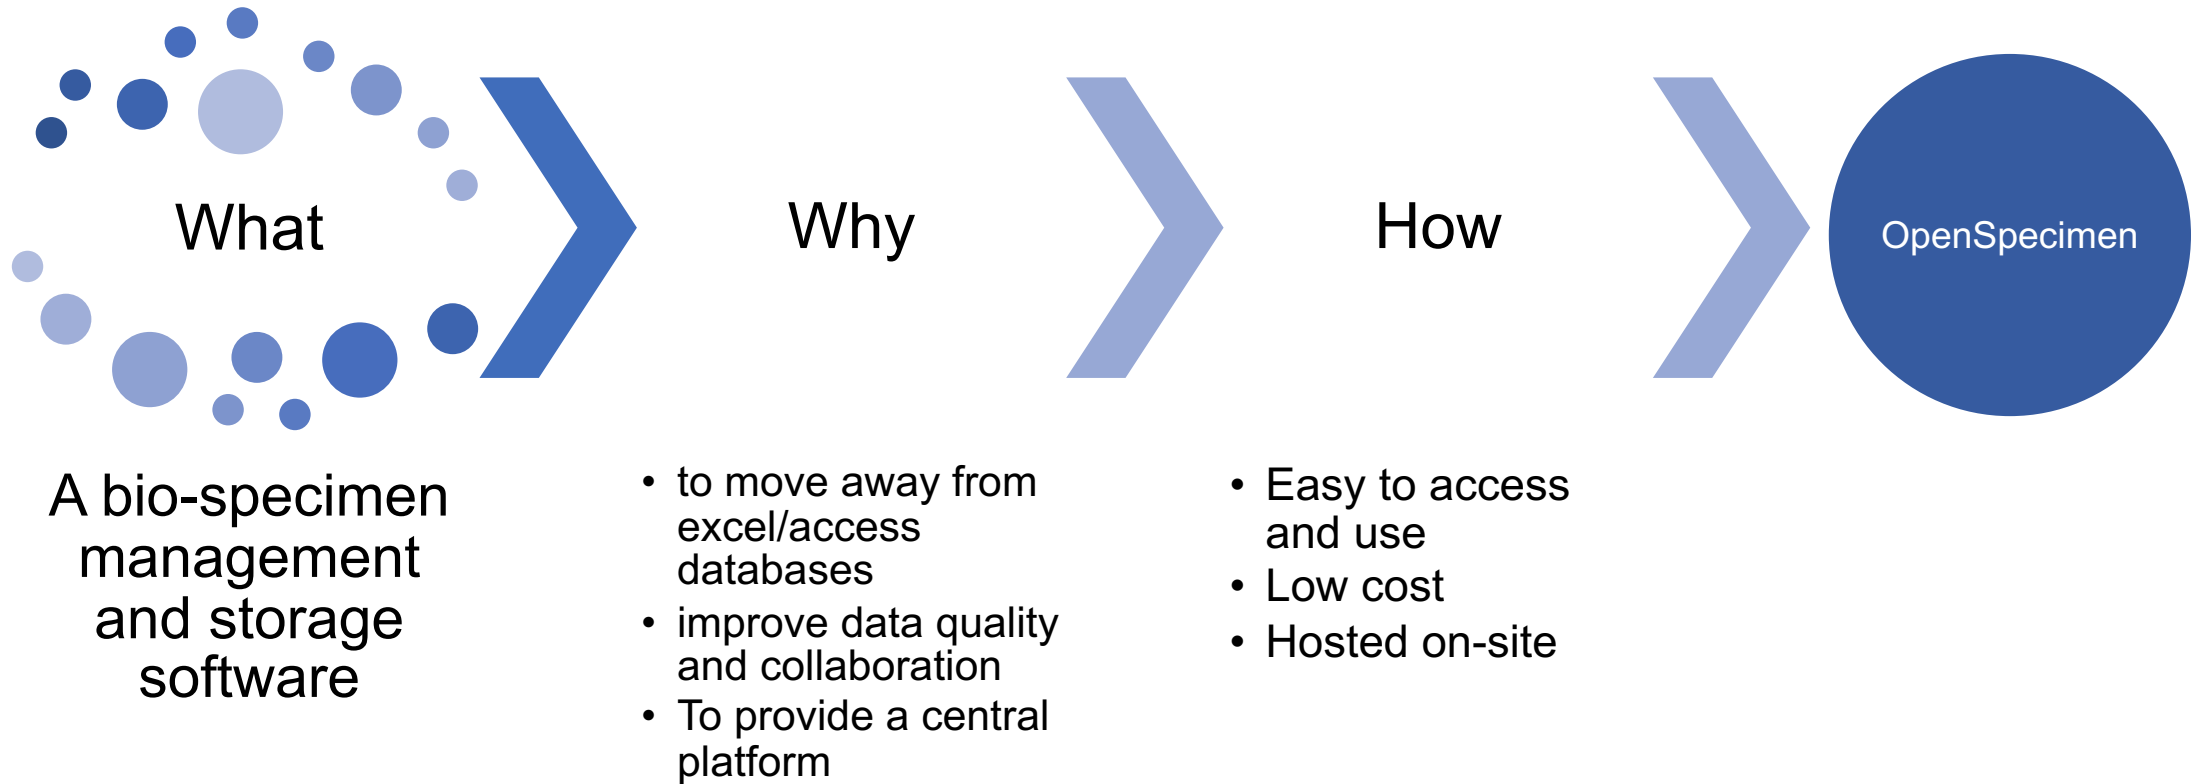 What
Why
How
OpenSpecimen
A bio-specimen
management
and storage
software
• to move away from
excel/access
databases
• improve data quality
and collaboration
• To provide a central
platform
• Easy to access
and use
• Low cost
• Hosted on-site